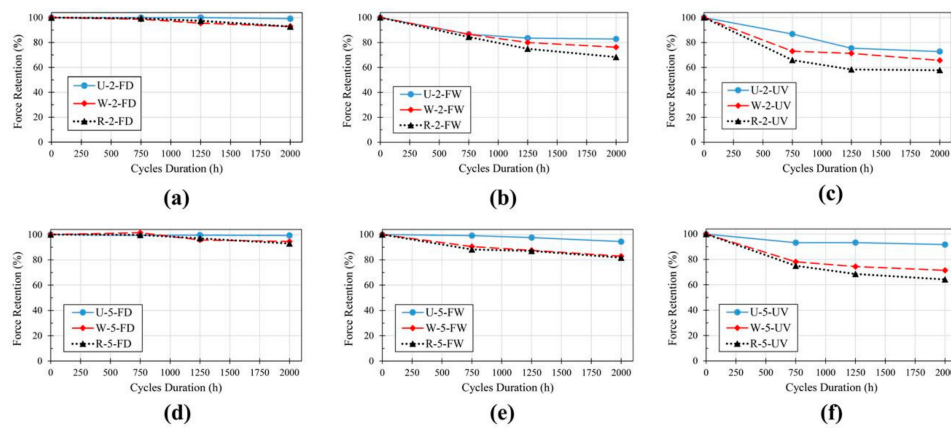 Force Retention (%)
100
80
60
40
20
0
U-2-FD
W-2-FD
R-2-FD
0 250 500 750 1000 1250 1500 1750 2000
Cycles Duration (h)
(a)
Force Retention (%)
100
80
60
40
20
0
U-2-FW
W-2-FW
R-2-FW
0 250 500 750 1000 1250 1500 1750 2000
Cycles Duration (h)
(b)
Force Retention (%)
100
80
60
40
20
0
U-2-UV
W-2-UV
R-2-UV
0 250 500 750 1000 1250 1500 1750 2000
Cycles Duration (h)
(c)
Force Retention (%)
100
80
60
40
20
0
U-5-FD
W-5-FD
R-5-FD
0 250 500 750 1000 1250 1500 1750 2000
Cycles Duration (h)
(d)
Force Retention (%)
100
80
60
40
20
0
U-5-FW
W-5-FW
R-5-FW
0 250 500 750 1000 1250 1500 1750 2000
Cycles Duration (h)
(e)
Force Retention (%)
100
80
60
40
20
0
U-5-UV
W-5-UV
R-5-UV
0 250 500 750 1000 1250 1500 1750 2000
Cycles Duration (h)
(f)